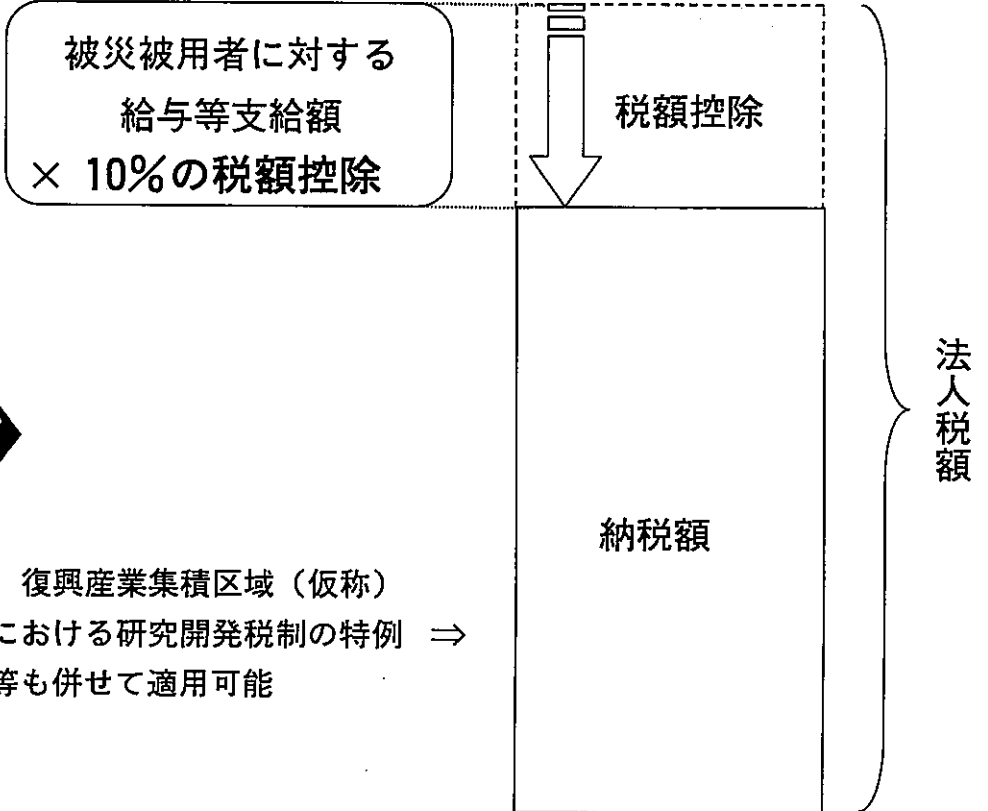 被災被用者に対する
給与等支給額
× 10%の税額控除
税額控除
法人税額
納税額
復興産業集積区域（仮称）
における研究開発税制の特例 ⇒
等も併せて適用可能